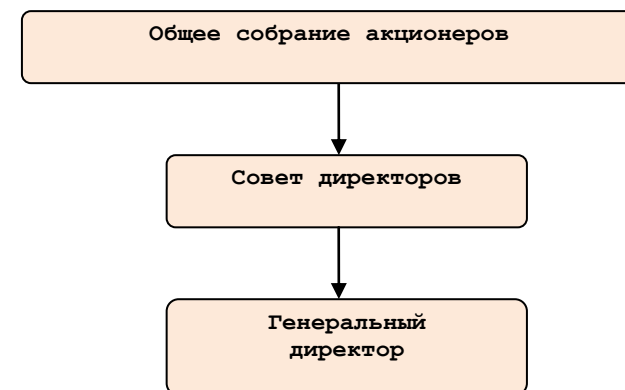 Общее собрание акционеров
Совет директоров
Генеральный
директор